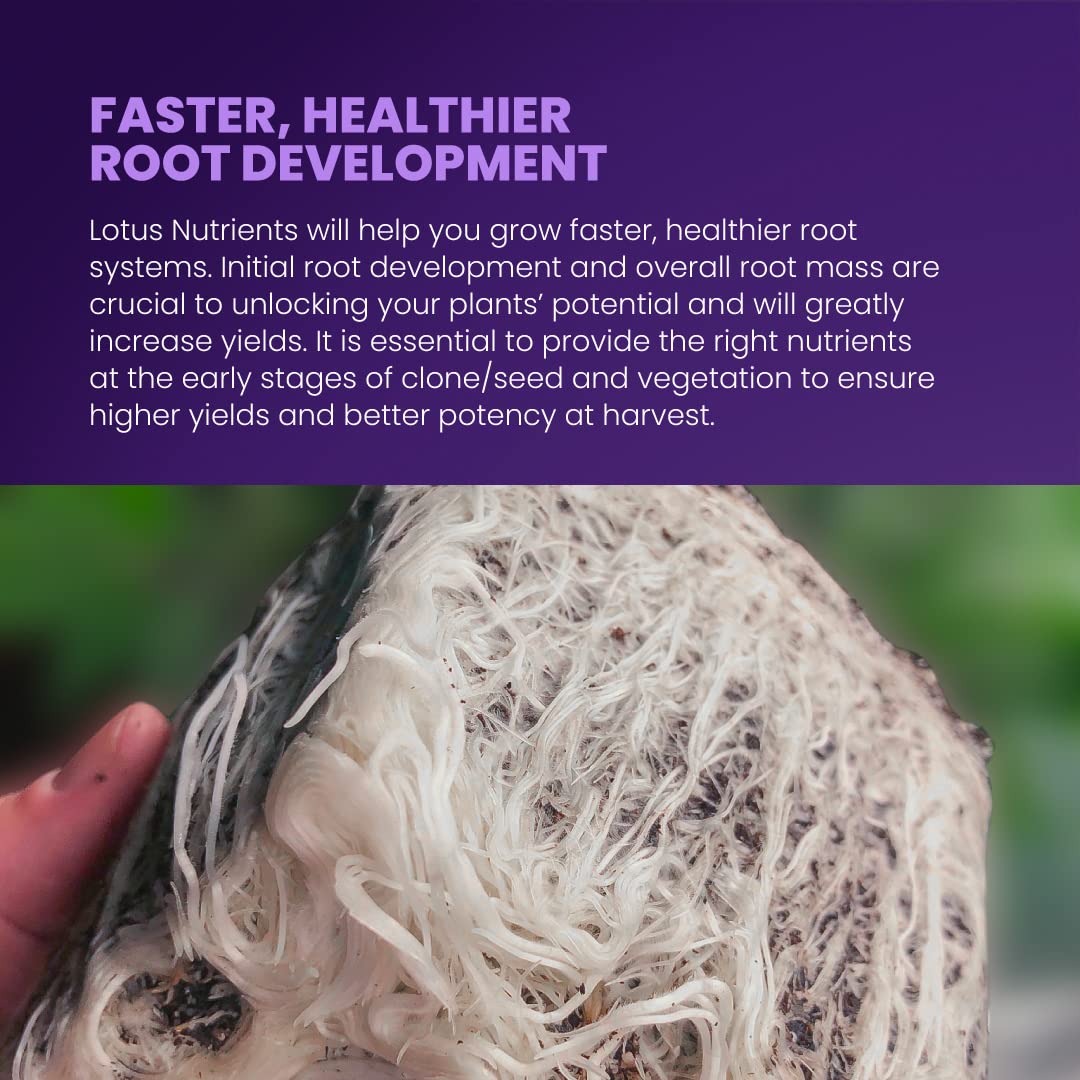 FASTER, HEALTHIER
ROOT DEVELOPMENT
Lotus Nutrients will help you grow faster, healthier root
systems. Initial root development and overall root mass are
crucial to unlocking your plants’ potential and will greatly
increase yields. It is essential to provide the right nutrients
at the early stages of clone/seed and vegetation to ensure
higher yields and better potency at harvest.